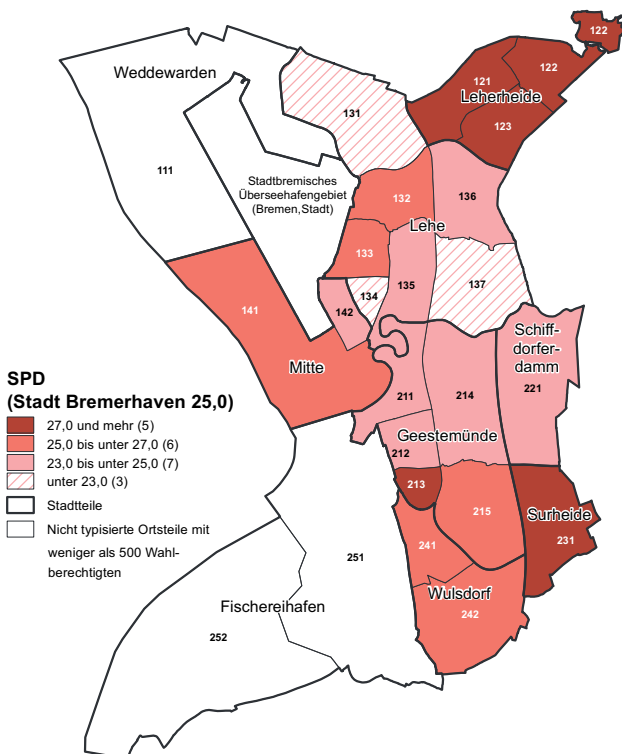 122
Weddewarden
121
122
Leherheide
123
131
111
Stadtbremisches
Überseehafengebiet
(Bremen,Stadt)
132
136
Lehe
133
134
135
137
141
142
Mitte
Schiff-
dorfer-
damm
221
SPD
(Stadt Bremerhaven 25,0)
27,0 und mehr (5)
25,0 bis unter 27,0 (6)
23,0 bis unter 25,0 (7)
unter 23,0 (3)
Stadtteile
Nicht typisierte Ortsteile mit
weniger als 500 Wahl-
berechtigten
211
214
Geestemünde
212
213
215
Surheide
231
241
251
Wulsdorf
242
Fischereihafen
252